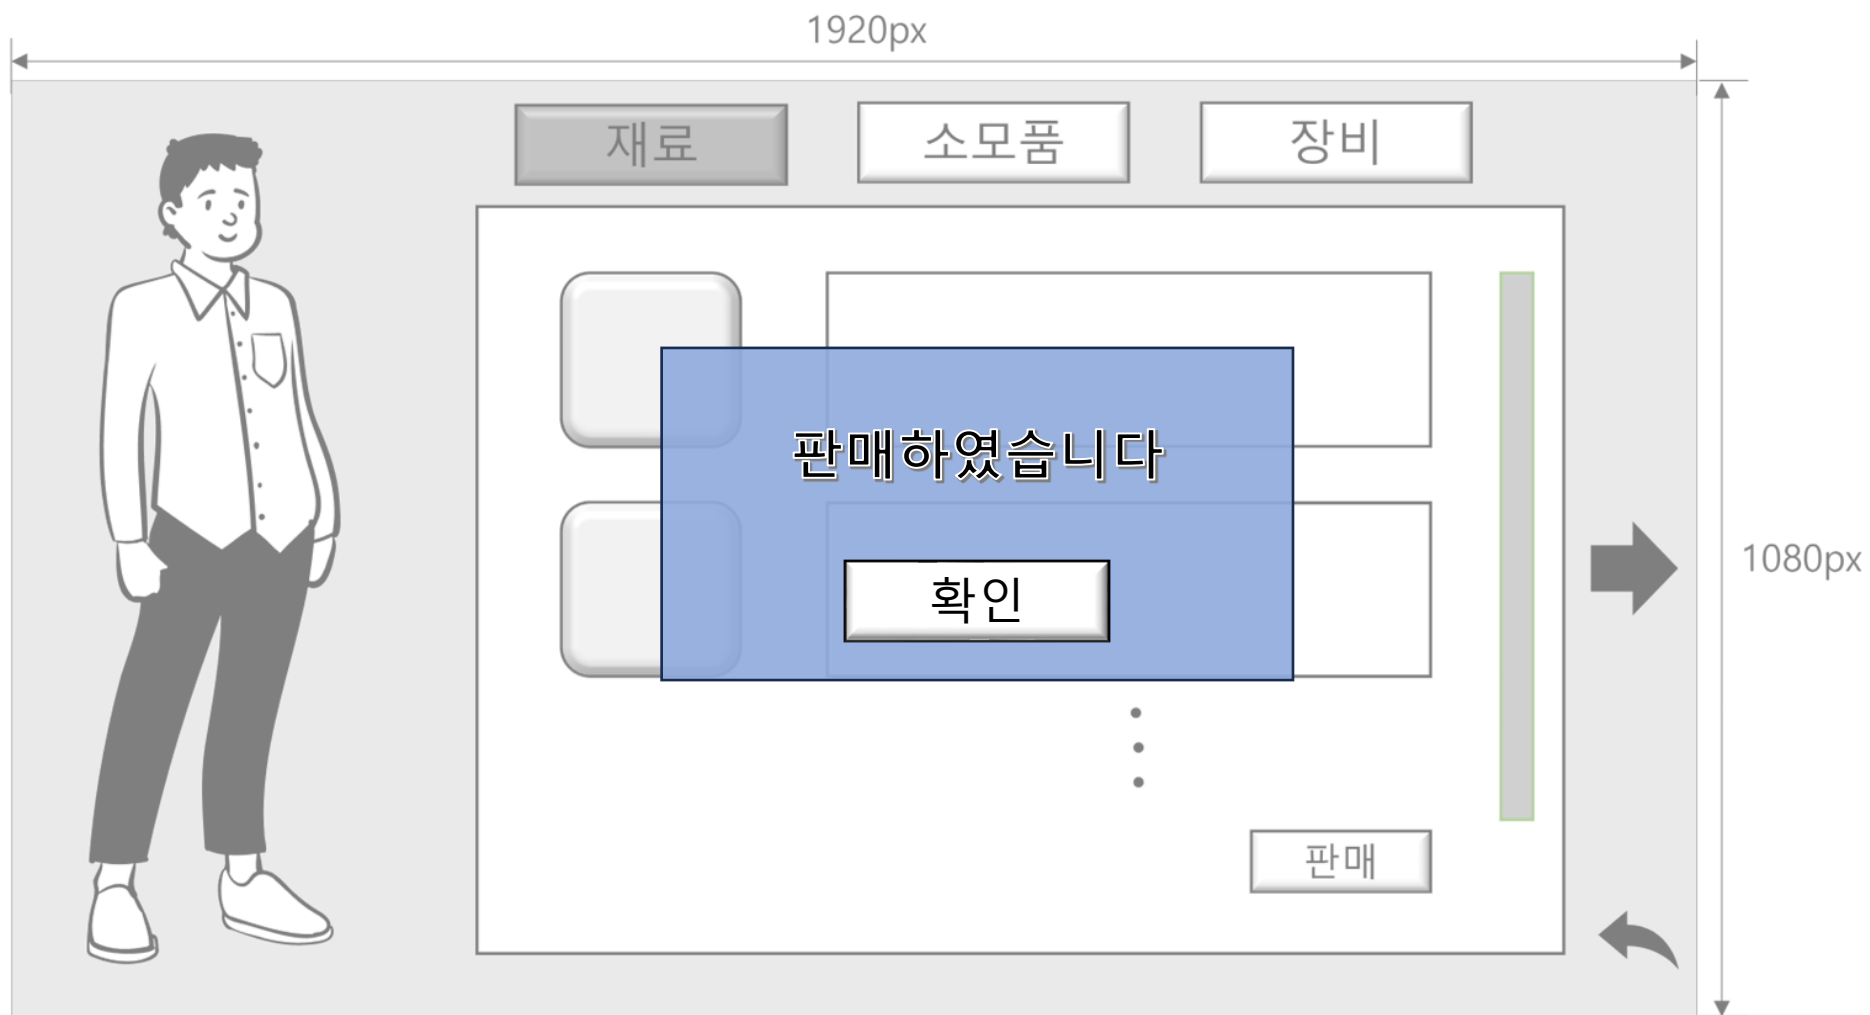 1920px
재료
소모품
장비
판매하였습니다
확인
1080px
판매